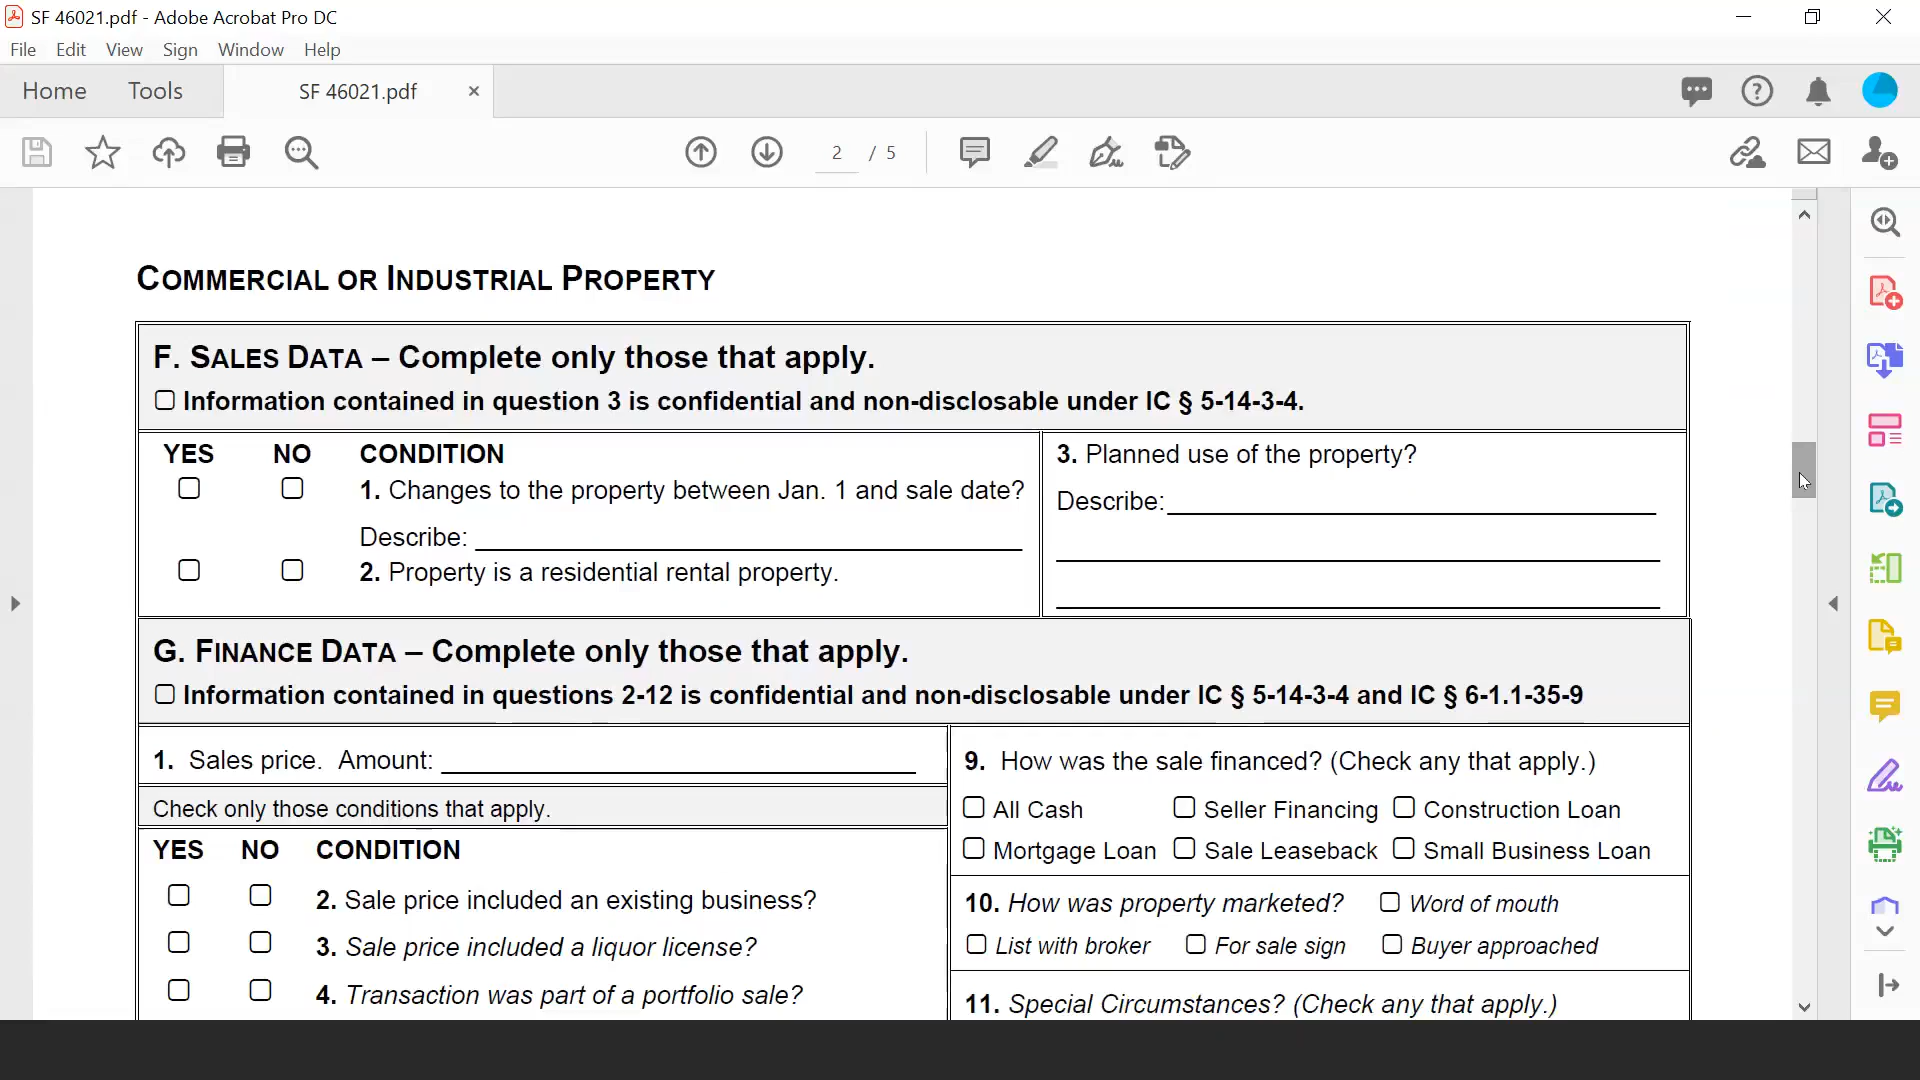 SF 46021.pdf - Adobe Acrobat Pro DC
File Edit View Sign Window Help
Home Tools SF 46021.pdf
2 / 5
COMMERCIAL OR INDUSTRIAL PROPERTY
F. SALES DATA – Complete only those that apply.
Information contained in question 3 is confidential and non-disclosable under IC § 5-14-3-4.
YES NO CONDITION
1. Changes to the property between Jan. 1 and sale date?
Describe:
2. Property is a residential rental property.
3. Planned use of the property?
Describe:
G. FINANCE DATA – Complete only those that apply.
Information contained in questions 2-12 is confidential and non-disclosable under IC § 5-14-3-4 and IC § 6-1.1-35-9
1. Sales price. Amount:
Check only those conditions that apply.
YES NO CONDITION
2. Sale price included an existing business?
3. Sale price included a liquor license?
4. Transaction was part of a portfolio sale?
9. How was the sale financed? (Check any that apply.)
All Cash Seller Financing Construction Loan
Mortgage Loan Sale Leaseback Small Business Loan
10. How was property marketed? Word of mouth
List with broker For sale sign Buyer approached
11. Special Circumstances? (Check any that apply.)